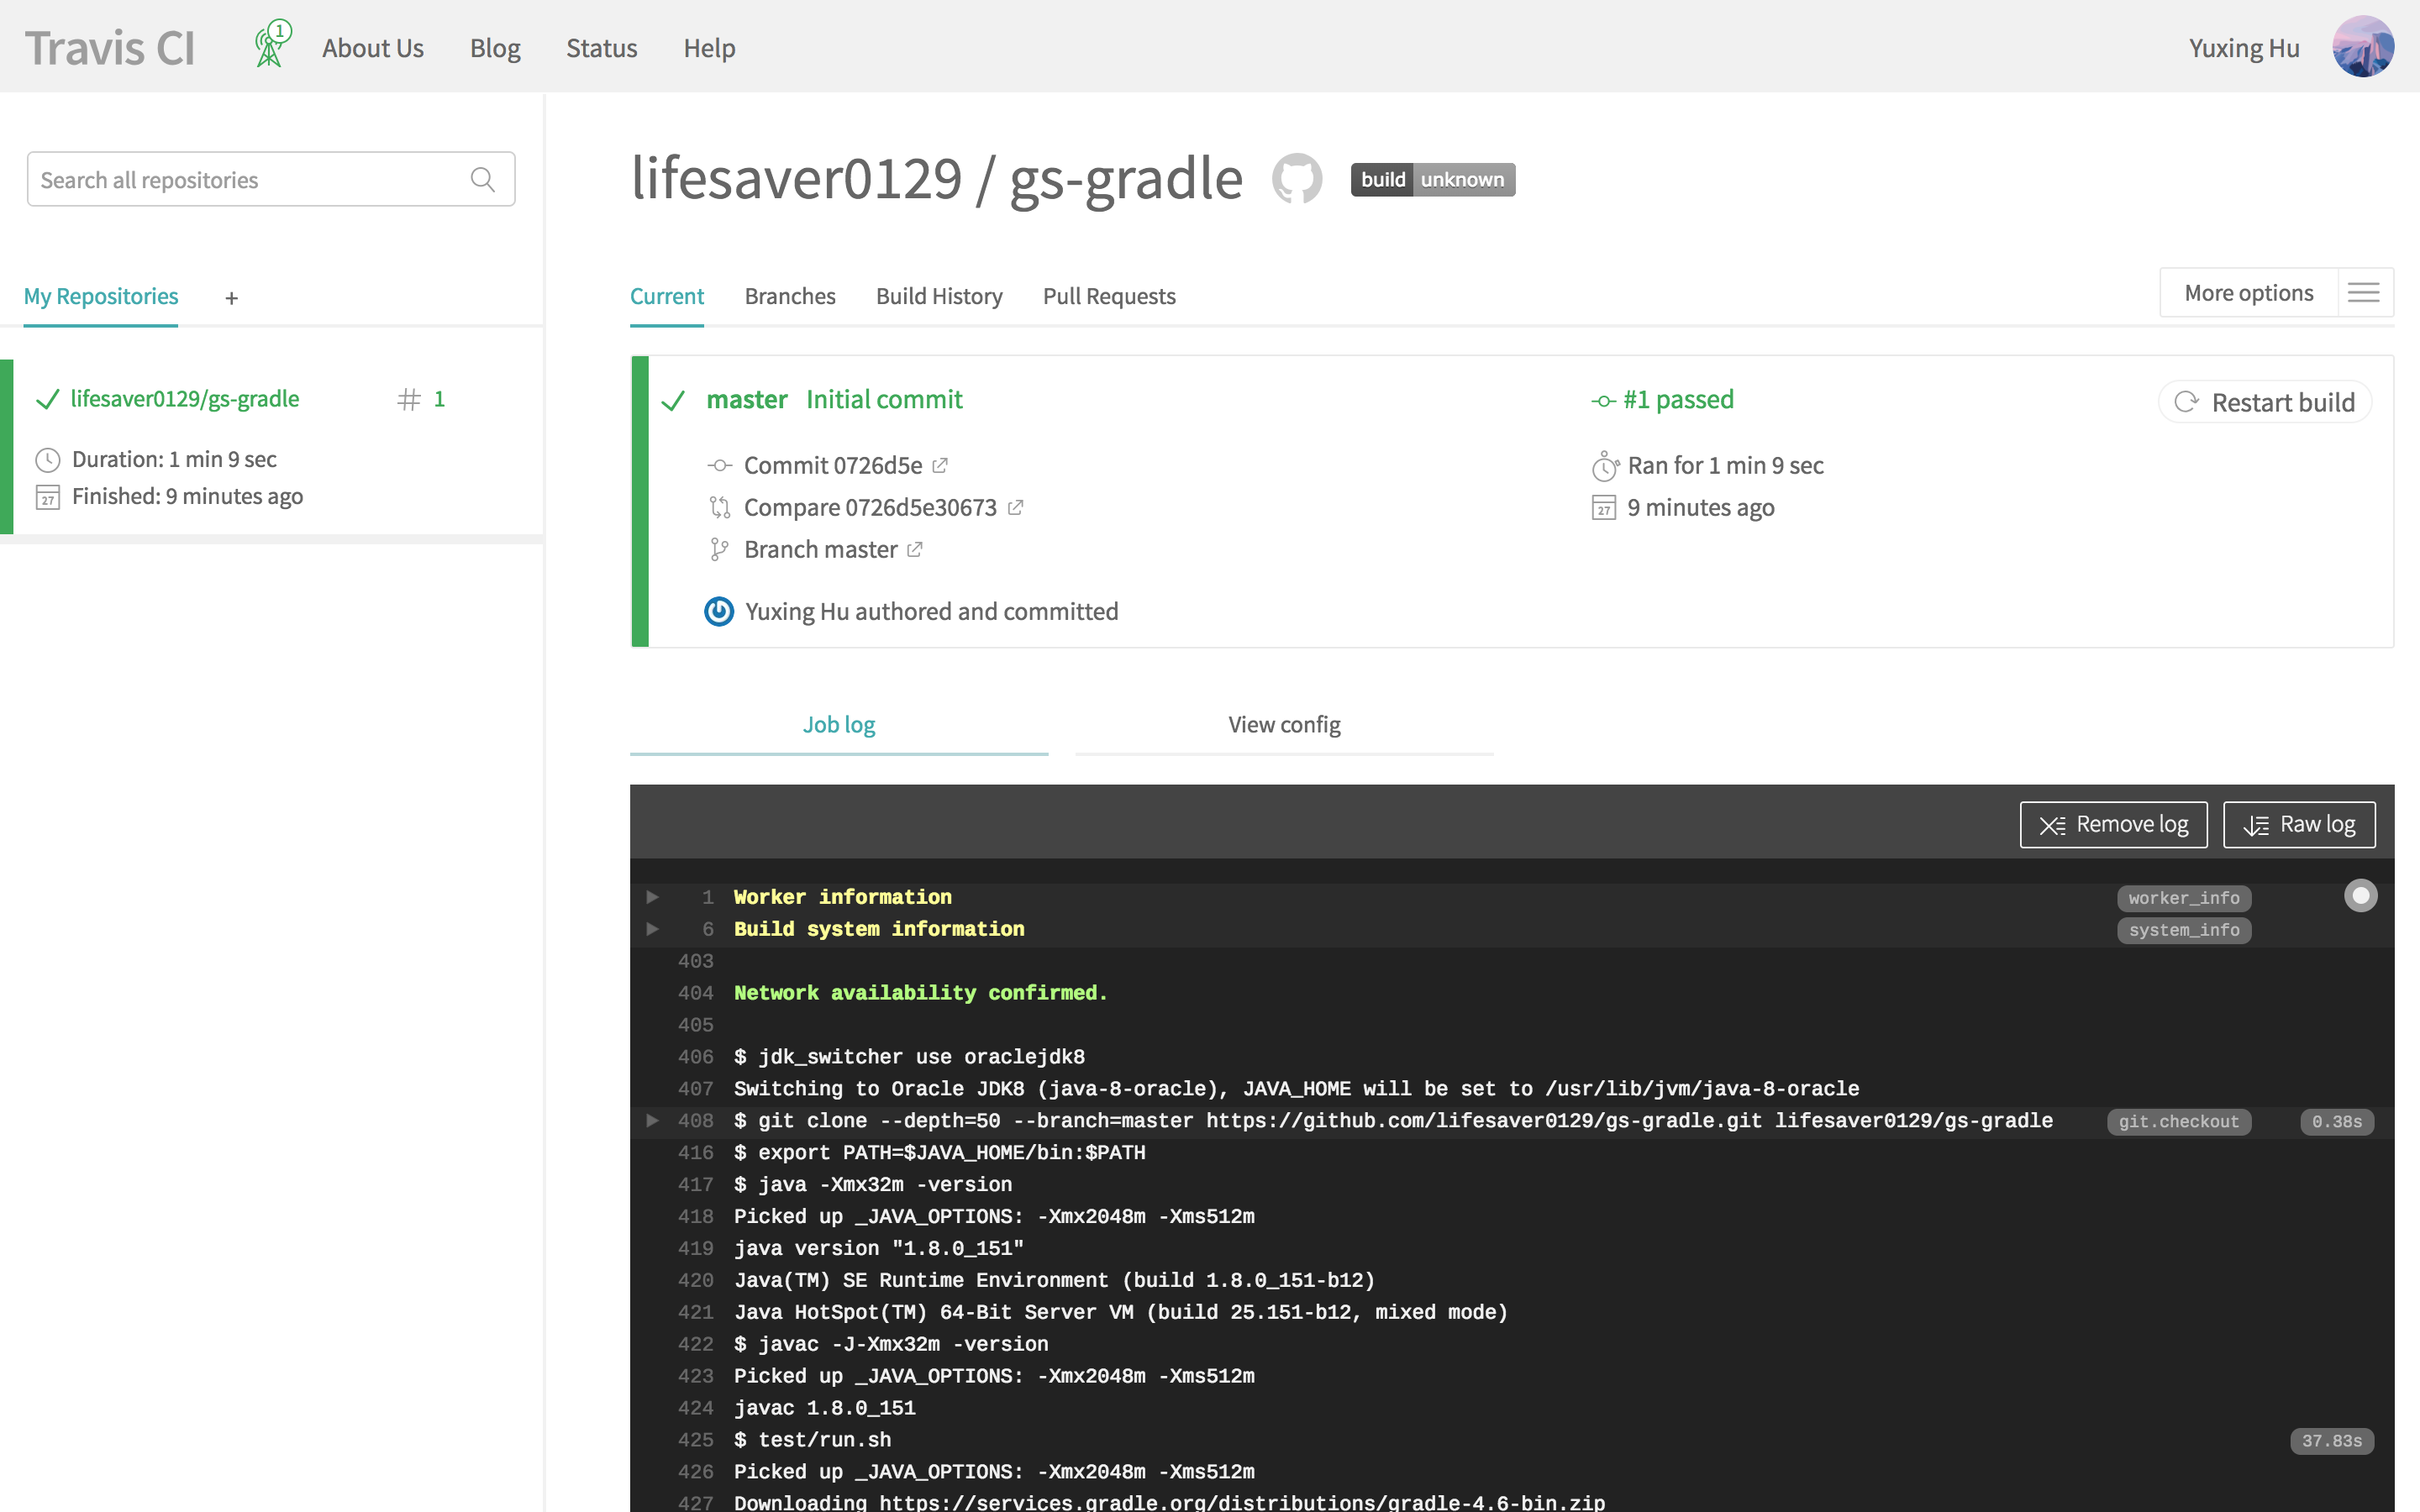 Travis CI
1
About Us
Blog
Status
Help
Yuxing Hu
Search all repositories
My Repositories
+
lifesaver0129/gs-gradle
# 1
Duration: 1 min 9 sec
27
Finished: 9 minutes ago
lifesaver0129 / gs-gradle
build unknown
Current
Branches
Build History
Pull Requests
More options
master Initial commit
Commit 0726d5e
Compare 0726d5e30673
Branch master
Yuxing Hu authored and committed
#1 passed
Ran for 1 min 9 sec
27
9 minutes ago
Restart build
Job log
View config
Remove log
Raw log
1 Worker information worker_info
6 Build system information system_info
403
404 Network availability confirmed.
405
406 $ jdk_switcher use oraclejdk8
407 Switching to Oracle JDK8 (java-8-oracle), JAVA_HOME will be set to /usr/lib/jvm/java-8-oracle
408 $ git clone --depth=50 --branch=master https://github.com/lifesaver0129/gs-gradle.git lifesaver0129/gs-gradle git.checkout 0.38s
416 $ export PATH=$JAVA_HOME/bin:$PATH
417 $ java -Xmx32m -version
418 Picked up _JAVA_OPTIONS: -Xmx2048m -Xms512m
419 java version "1.8.0_151"
420 Java(TM) SE Runtime Environment (build 1.8.0_151-b12)
421 Java HotSpot(TM) 64-Bit Server VM (build 25.151-b12, mixed mode)
422 $ javac -J-Xmx32m -version
423 Picked up _JAVA_OPTIONS: -Xmx2048m -Xms512m
424 javac 1.8.0_151
425 $ test/run.sh 37.83s
426 Picked up _JAVA_OPTIONS: -Xmx2048m -Xms512m
427 Downloading https://services.gradle.org/distributions/gradle-4.6-bin.zip